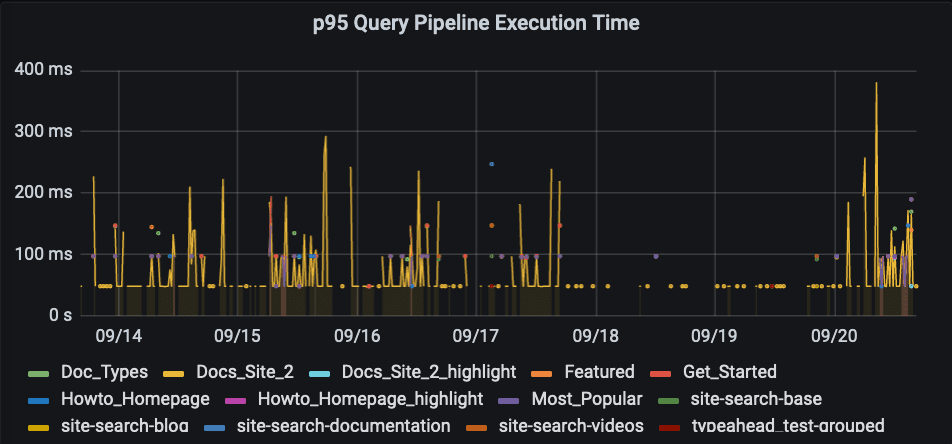 p95 Query Pipeline Execution Time
400 ms
300 ms
200 ms
100 ms
0 s
09/14 09/15 09/16 09/17 09/18 09/19 09/20
Doc_Types Docs_Site_2 Docs_Site_2_highlight Featured Get_Started
Howto_Homepage Howto_Homepage_highlight Most_Popular site-search-base
site-search-blog site-search-documentation site-search-videos typeahead_test-grouped